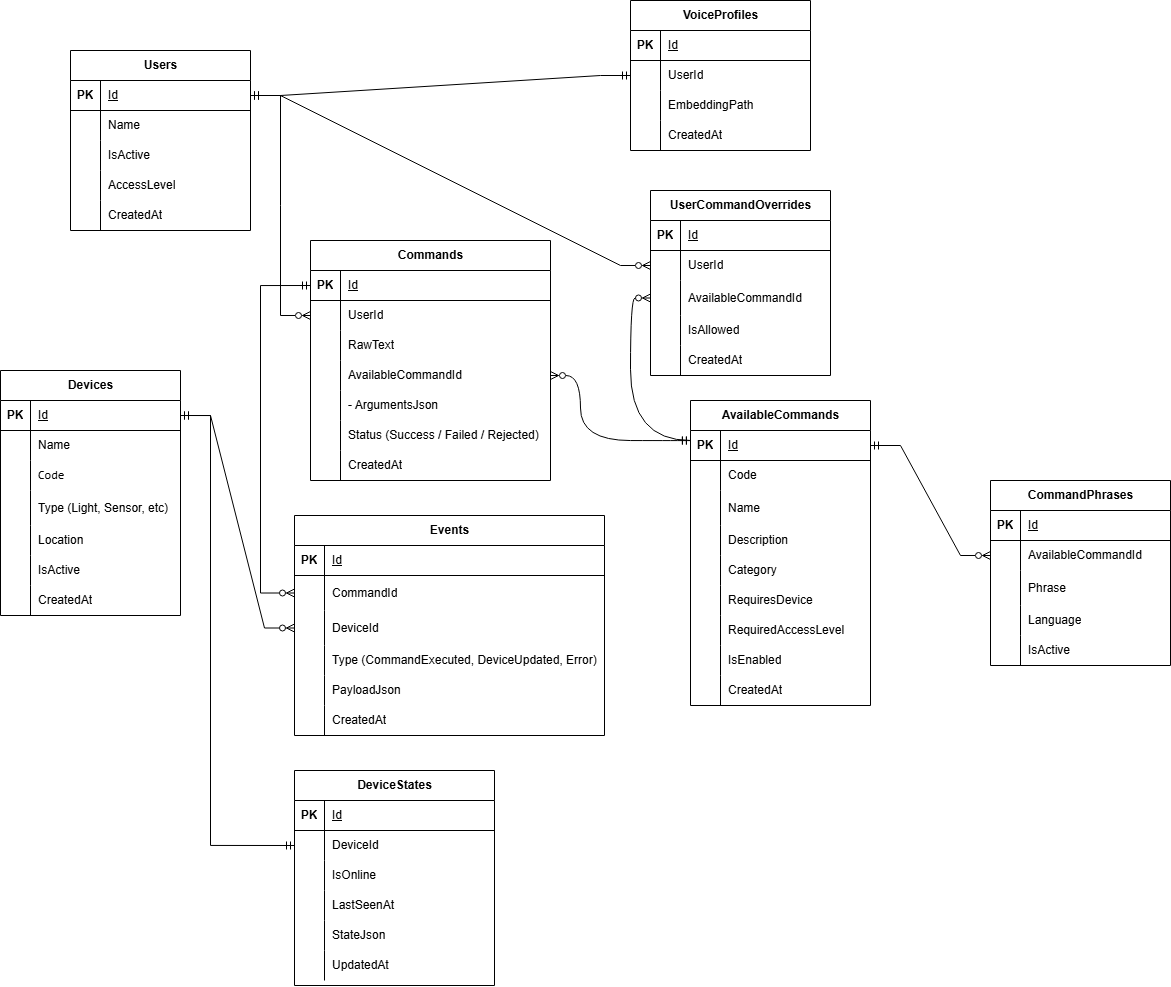 VoiceProfiles
PK Id
UserId
EmbeddingPath
CreatedAt
Users
PK Id
Name
IsActive
AccessLevel
CreatedAt
UserCommandOverrides
PK Id
UserId
AvailableCommandId
IsAllowed
CreatedAt
Commands
PK Id
UserId
RawText
AvailableCommandId
- ArgumentsJson
Status (Success / Failed / Rejected)
CreatedAt
Devices
PK Id
Name
Code
Type (Light, Sensor, etc)
Location
IsActive
CreatedAt
AvailableCommands
PK Id
Code
Name
Description
Category
RequiresDevice
RequiredAccessLevel
IsEnabled
CreatedAt
CommandPhrases
PK Id
AvailableCommandId
Phrase
Language
IsActive
Events
PK Id
CommandId
DeviceId
Type (CommandExecuted, DeviceUpdated, Error)
PayloadJson
CreatedAt
DeviceStates
PK Id
DeviceId
IsOnline
LastSeenAt
StateJson
UpdatedAt